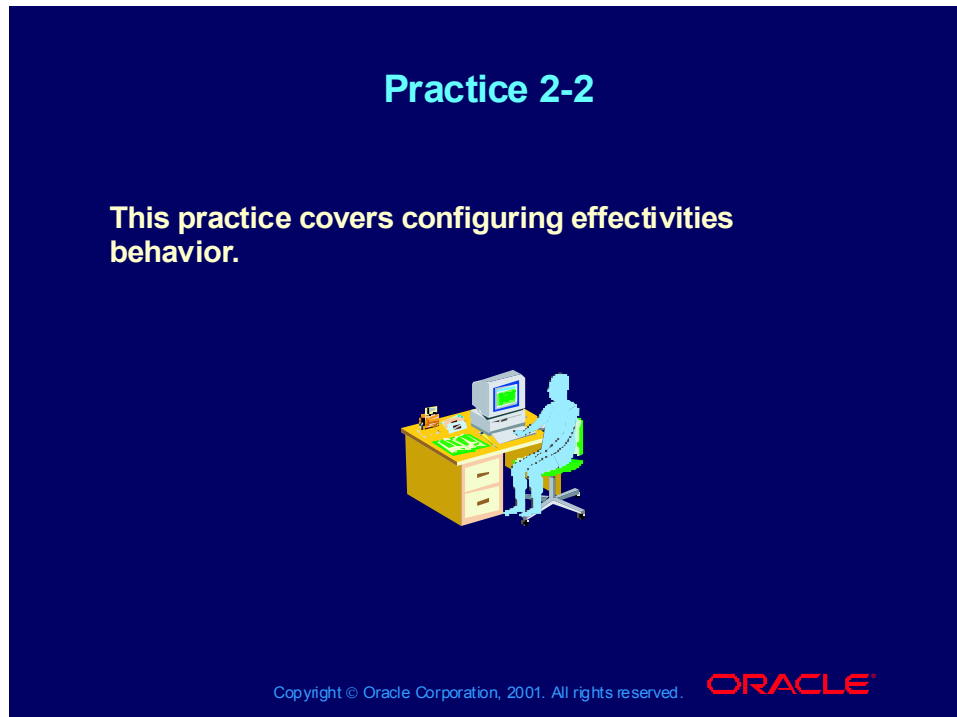 Practice 2-2
This practice covers configuring effectivities
behavior.
Copyright © Oracle Corporation, 2001. All rights reserved.
ORACLE®